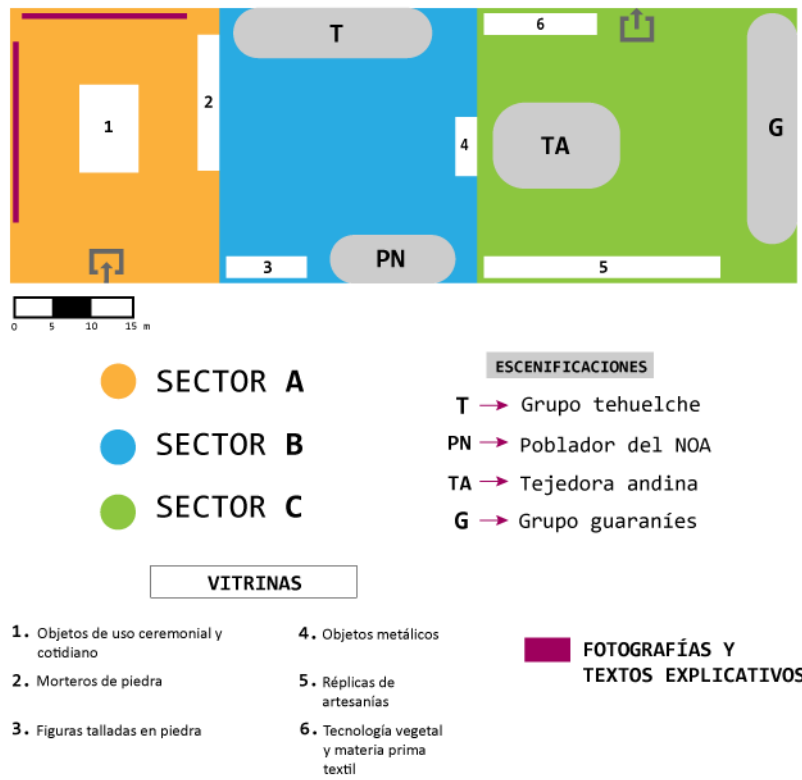 T
6
2
1
4
TA
G
3
PN
5
0 5 10 15 m
SECTOR A
SECTOR B
SECTOR C
ESCENIFICACIONES
T → Grupo tehuelche
PN → Poblador del NOA
TA → Tejedora andina
G → Grupo guaraníes
VITRINAS
1. Objetos de uso ceremonial y
cotidiano
2. Morteros de piedra
3. Figuras talladas en piedra
4. Objetos metálicos
5. Réplicas de
artesanías
6. Tecnología vegetal
y materia prima
textil
FOTOGRAFÍAS Y
TEXTOS EXPLICATIVOS